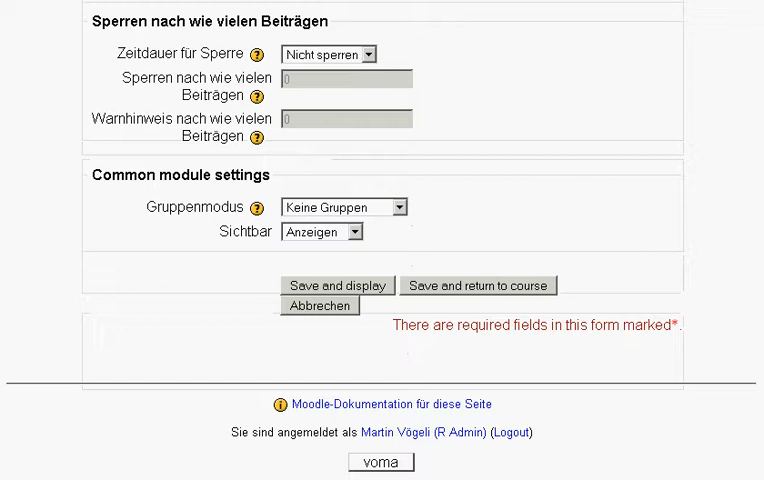 Sperren nach wie vielen Beiträgen
Zeitdauer für Sperre ? Nicht sperren
Sperren nach wie vielen 0
Beiträgen ?
Warnhinweis nach wie vielen 0
Beiträgen ?
Common module settings
Gruppenmodus ? Keine Gruppen
Sichtbar Anzeigen
Save and display Save and return to course
Abbrechen
There are required fields in this form marked*.
i Moodle-Dokumentation für diese Seite
Sie sind angemeldet als Martin Vögeli (R Admin) (Logout)
voma